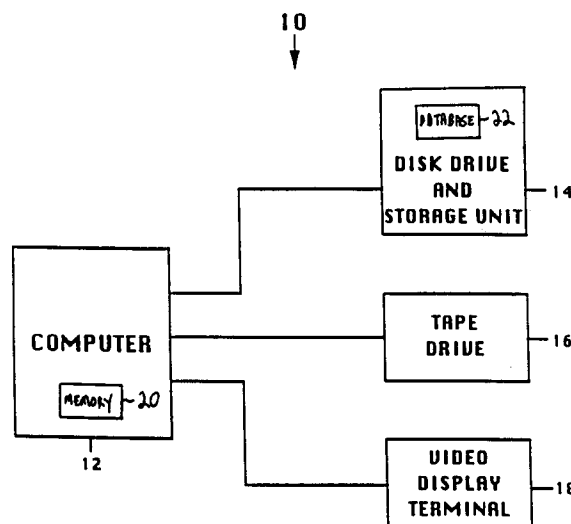 10
DATABASE 22
DISK DRIVE
AND
STORAGE UNIT
14
COMPUTER
MEMORY 20
12
TAPE
DRIVE
16
VIDEO
DISPLAY
TERMINAL
18